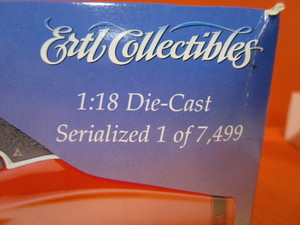 Ertl Collectibles
1:18 Die-Cast
Serialized 1 of 7,499